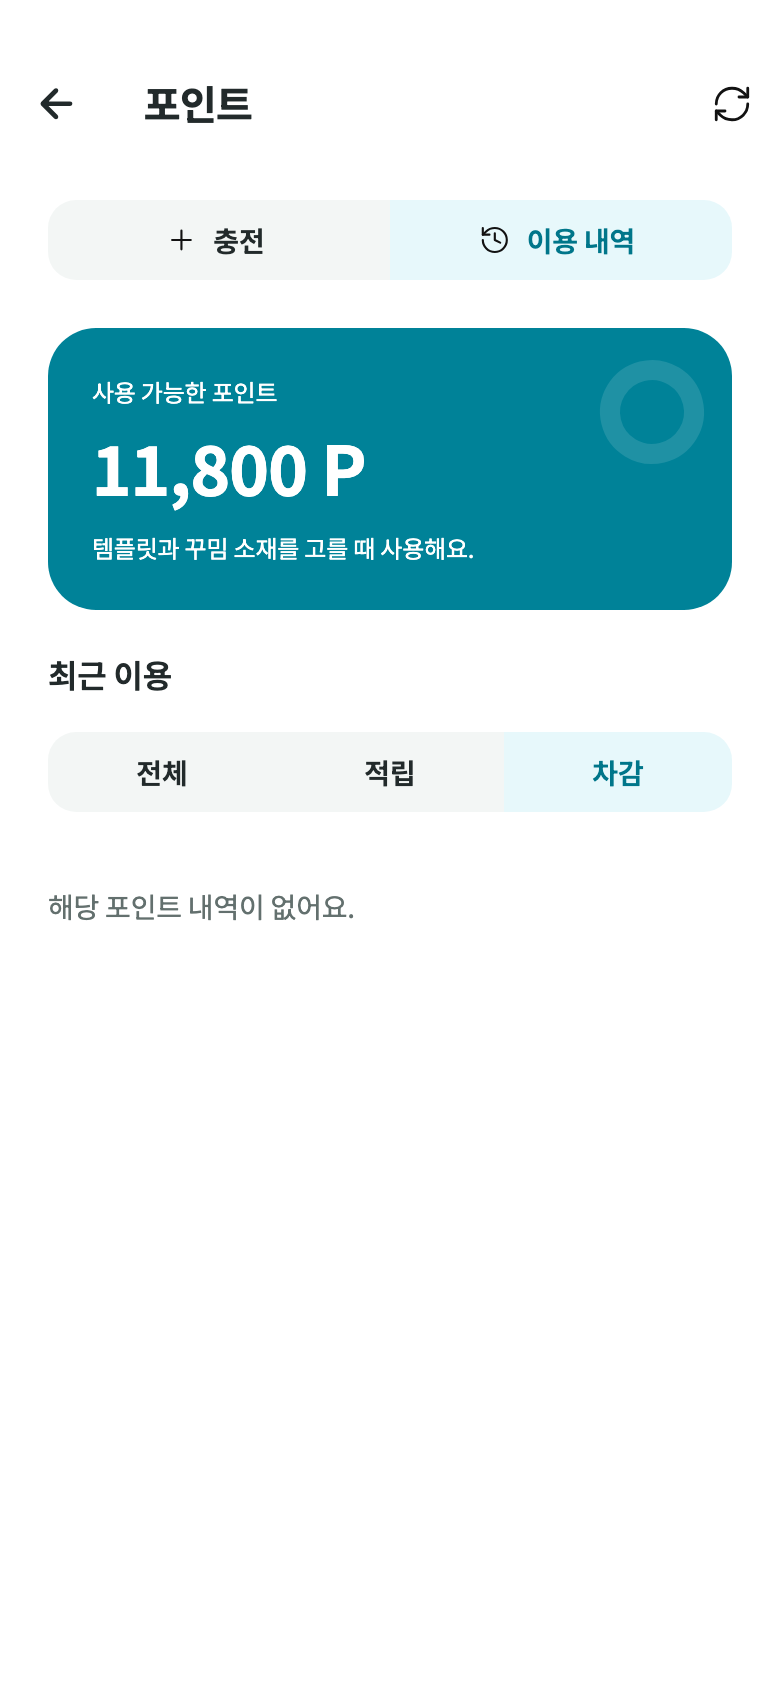 포인트
충전
이용 내역
사용 가능한 포인트
11,800 P
템플릿과 꾸밈 소재를 고를 때 사용해요.
최근 이용
전체
적립
차감
해당 포인트 내역이 없어요.